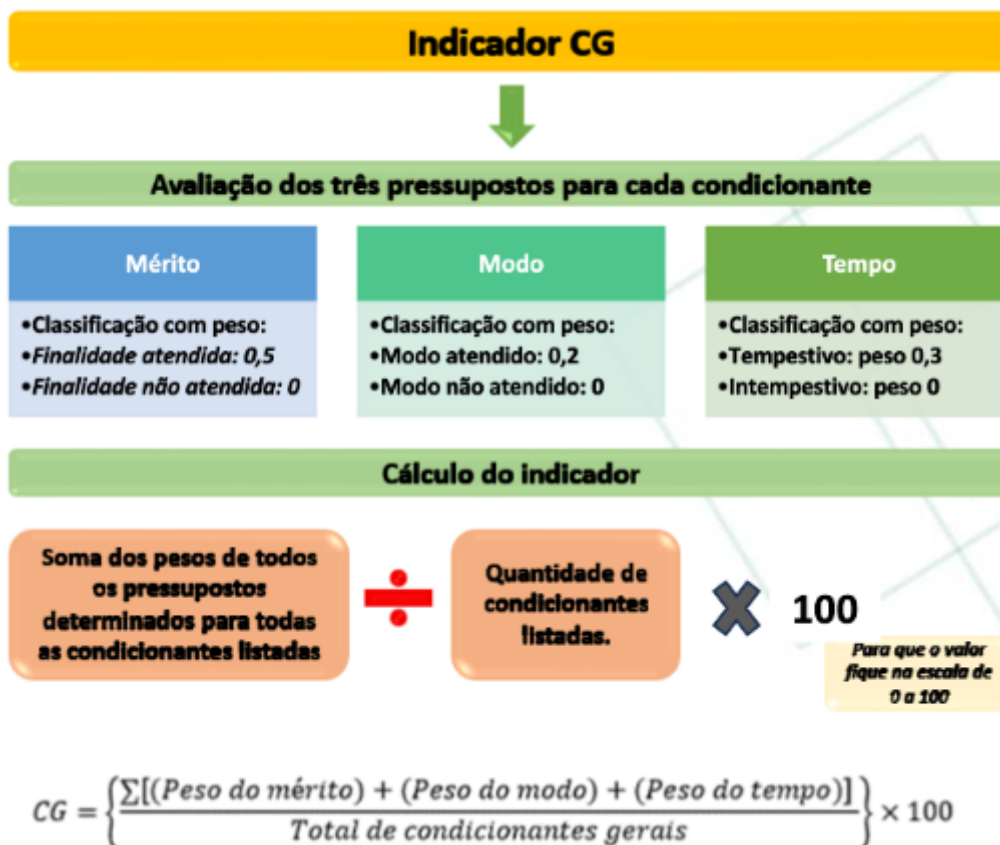 Indicador CG
Avaliação dos três pressupostos para cada condicionante
Mérito
•Classificação com peso:
•Finalidade atendida: 0,5
•Finalidade não atendida: 0
Modo
•Classificação com peso:
•Modo atendido: 0,2
•Modo não atendido: 0
Tempo
•Classificação com peso:
•Tempestivo: peso 0,3
•Intempestivo: peso 0
Cálculo do indicador
Soma dos pesos de todos
os pressupostos
determinados para todas
as condicionantes listadas
÷
Quantidade de
condicionantes
listadas.
× 100
Para que o valor
fique na escala de
0 a 100
CG = {∑[(Peso do mérito) + (Peso do modo) + (Peso do tempo)] / Total de condicionantes gerais} × 100